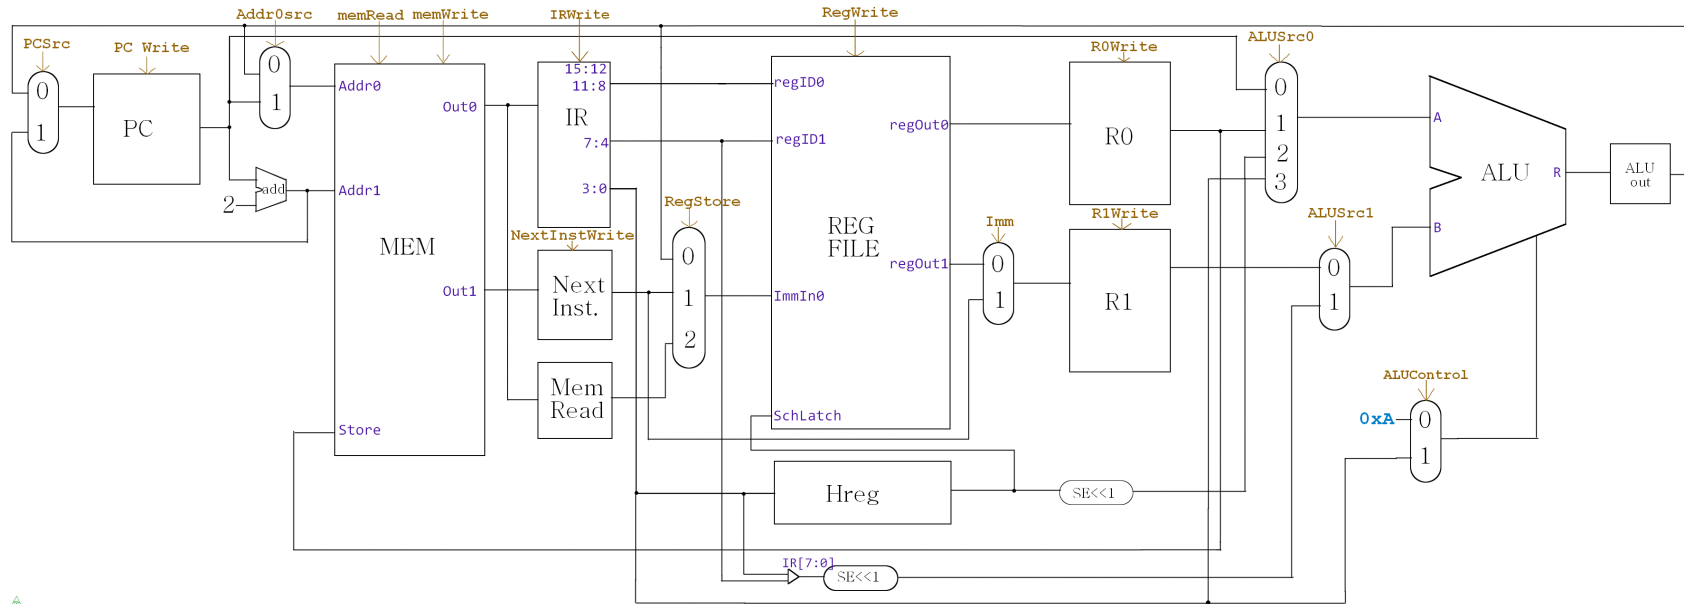 Addr0src
memRead
memWrite
IRWrite
RegWrite
PCSrc
PC Write
R0Write
ALUSrc0
0
1
PC
0
1
add
2
Addr0
Addr1
Out0
Out1
MEM
Store
15:12
11:8
IR
7:4
3:0
NextInstWrite
Next
Inst.
Mem
Read
RegStore
0
1
2
regID0
regID1
regOut0
REG
FILE
regOut1
ImmIn0
SchLatch
Imm
0
1
R0
R1Write
R1
0
1
2
3
ALUSrc1
0
1
A
B
ALU
R
ALU
out
ALUControl
0xA
0
1
Hreg
SE<<1
IR[7:0]
SE<<1